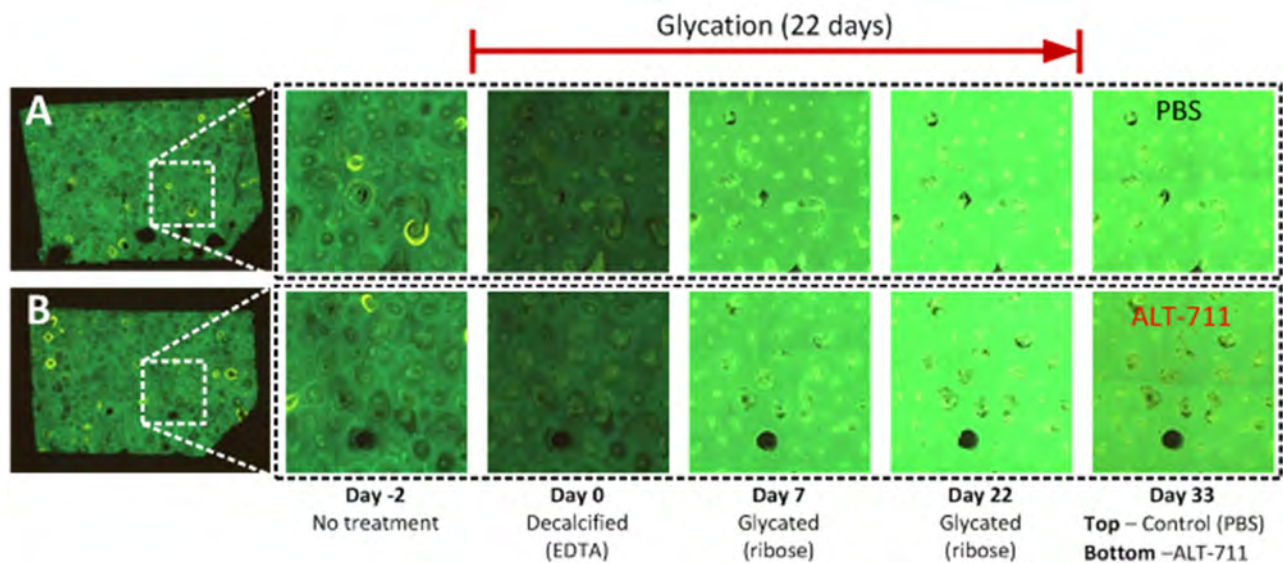 Glycation (22 days)
A
PBS
B
ALT-711
Day -2
No treatment
Day 0
Decalcified
(EDTA)
Day 7
Glycated
(ribose)
Day 22
Glycated
(ribose)
Day 33
Top – Control (PBS)
Bottom –ALT-711